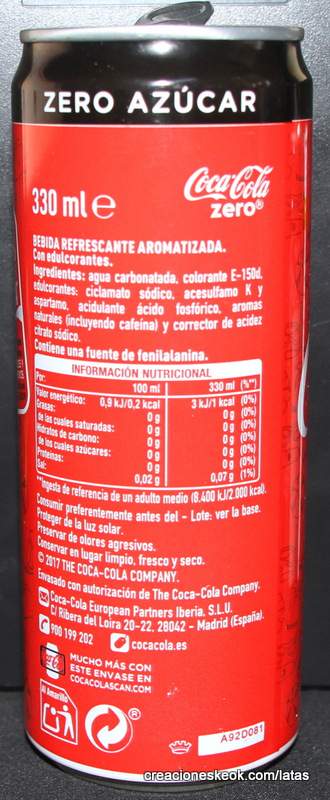 ZERO AZÚCAR
330 ml e
Coca-Cola
zero®
BEBIDA REFRESCANTE AROMATIZADA.
Con edulcorantes.
Ingredientes: agua carbonatada, colorante E-150d,
edulcorantes: ciclamato sódico, acesulfamo K y
aspartamo, acidulante ácido fosfórico, aromas
naturales (incluyendo cafeína) y corrector de acidez
citrato sódico.
Contiene una fuente de fenilalanina.
INFORMACIÓN NUTRICIONAL
Por: 100 ml 330 ml (%**)
Valor energético: 0,9 kJ/0,2 kcal 3 kJ/1 kcal (0%)
Grasas: 0 g 0 g (0%)
de las cuales saturadas: 0 g 0 g (0%)
Hidratos de carbono: 0 g 0 g (0%)
de los cuales azúcares: 0 g 0 g (0%)
Proteínas: 0 g 0 g (0%)
Sal: 0,02 g 0,07 g (1%)
**Ingesta de referencia de un adulto medio (8.400 kJ/2.000 kcal).
Consumir preferentemente antes del - Lote: ver la base.
Proteger de la luz solar.
Preservar de olores agresivos.
Conservar en lugar limpio, fresco y seco.
© 2017 THE COCA-COLA COMPANY.
Envasado con autorización de The Coca-Cola Company.
Coca-Cola European Partners Iberia, S.L.U.
C/ Ribera del Loira 20-22, 28042 - Madrid (España).
900 199 202 cocacola.es
MUCHO MÁS CON
ESTE ENVASE EN
COCACOLASCAN.COM
Al Amarillo
A92D081
creacioneskeok.com/latas